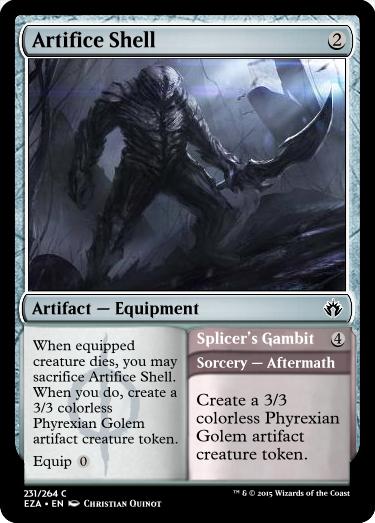 Artifice Shell 2
Artifact — Equipment
When equipped
creature dies, you may
sacrifice Artifice Shell.
When you do, create a
3/3 colorless
Phyrexian Golem
artifact creature token.
Equip 0
Splicer's Gambit 4
Sorcery — Aftermath
Create a 3/3
colorless Phyrexian
Golem artifact
creature token.
231/264 C
EZA • EN Christian Quinot
™ & © 2015 Wizards of the Coast